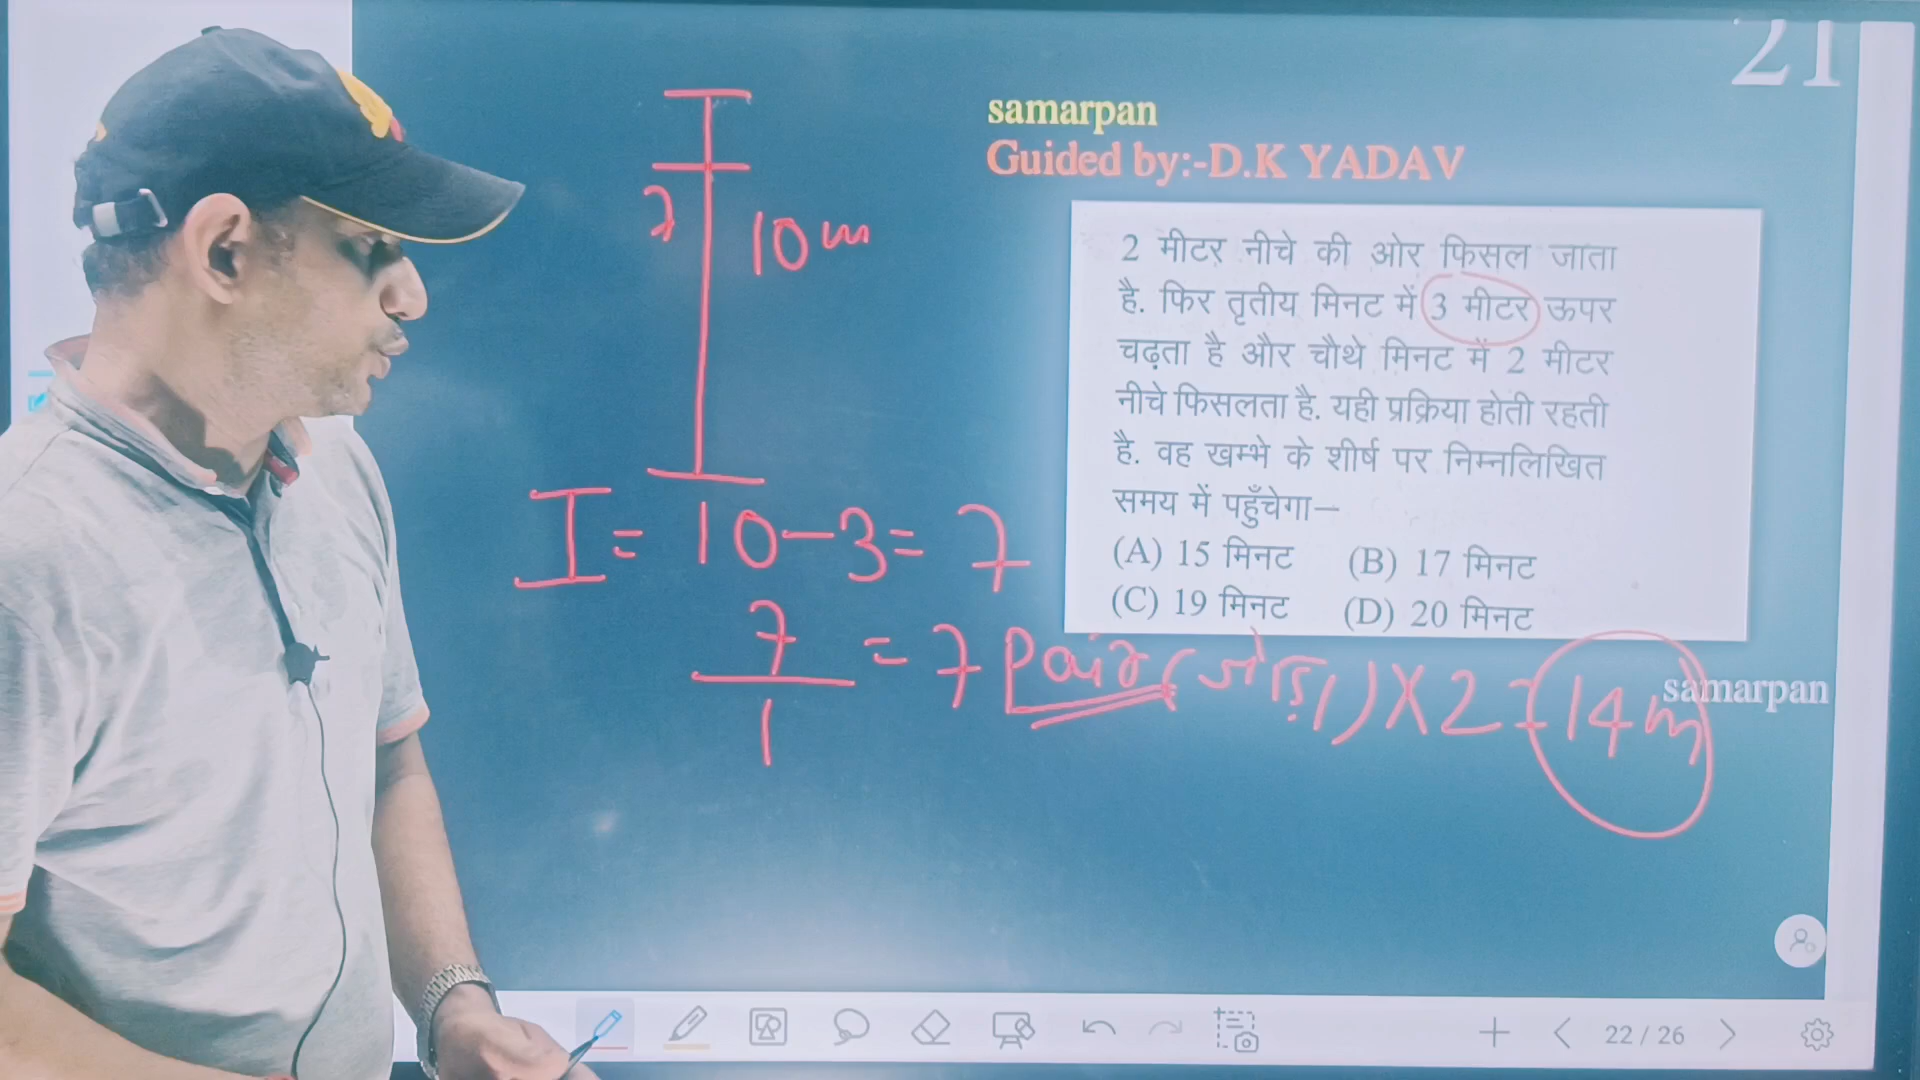 21
samarpan
Guided by:-D.K YADAV
2 मीटर नीचे की ओर फिसल जाता
है. फिर तृतीय मिनट में 3 मीटर ऊपर
चढ़ता है और चौथे मिनट में 2 मीटर
नीचे फिसलता है. यही प्रक्रिया होती रहती
है. वह खम्भे के शीर्ष पर निम्नलिखित
समय में पहुँचेगा—
(A) 15 मिनट (B) 17 मिनट
(C) 19 मिनट (D) 20 मिनट
samarpan
7 10 m
I = 10-3= 7
7/1 = 7 Pair (जोड़ा) X 2 = 14 m
22 / 26